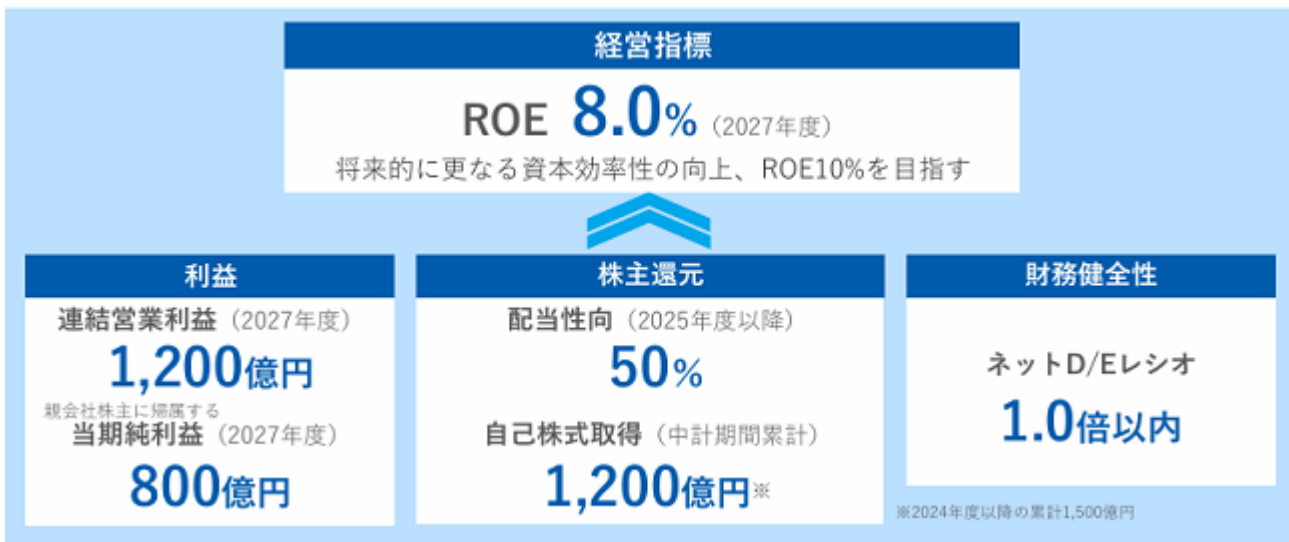 経営指標
ROE 8.0%（2027年度）
将来的に更なる資本効率性の向上、ROE10%を目指す
利益
連結営業利益（2027年度）
1,200億円
親会社株主に帰属する
当期純利益（2027年度）
800億円
株主還元
配当性向（2025年度以降）
50%
自己株式取得（中計期間累計）
1,200億円※
財務健全性
ネットD/Eレシオ
1.0倍以内
※2024年度以降の累計1,500億円